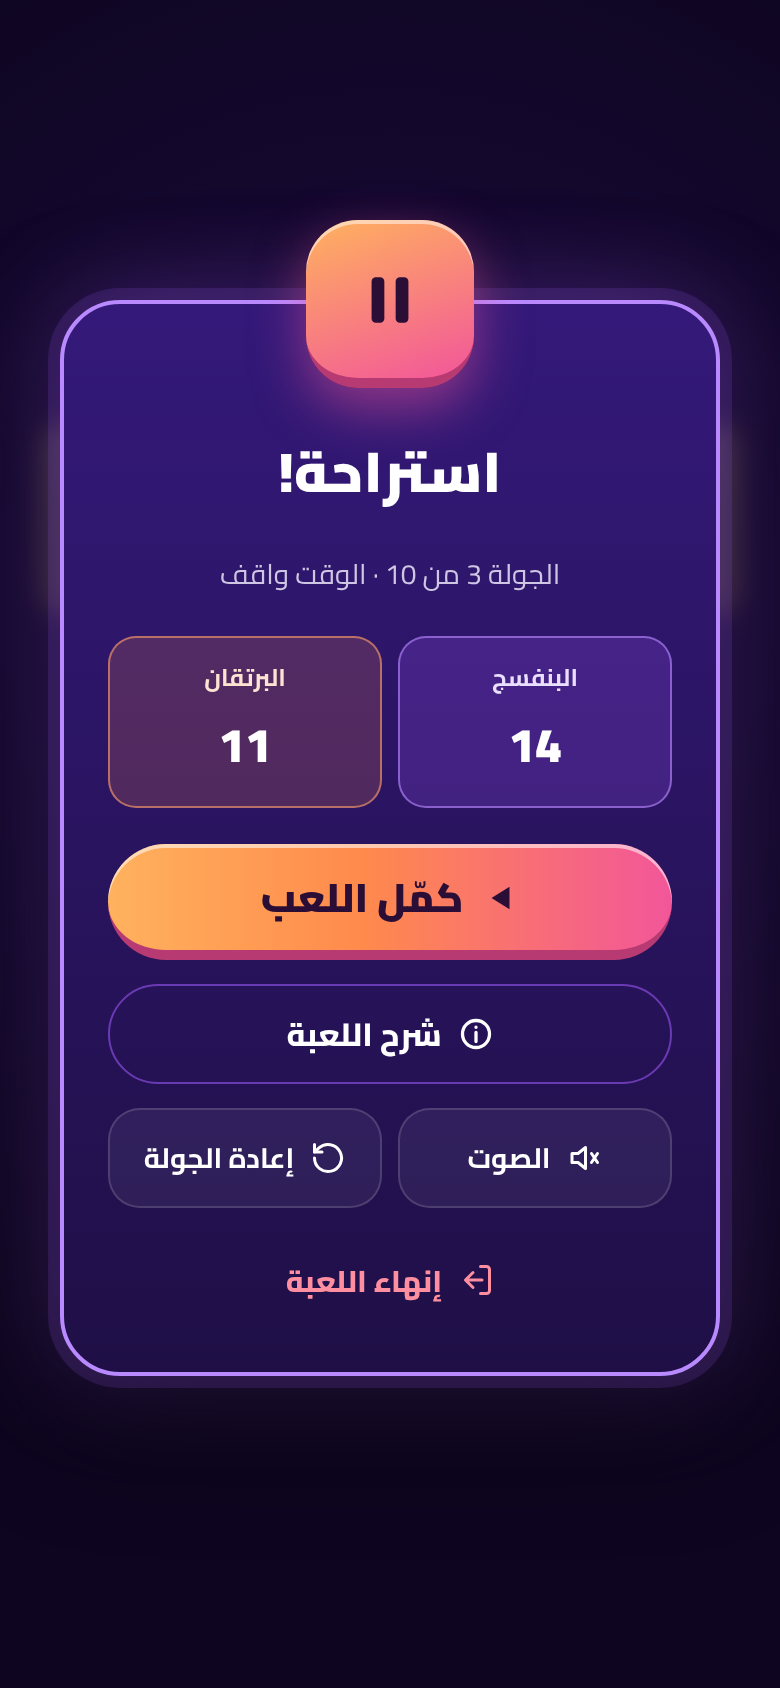 استراحة!
الجولة 3 من 10 · الوقت واقف
البنفسج
14
البرتقان
11
كمّل اللعب
شرح اللعبة
الصوت
إعادة الجولة
إنهاء اللعبة